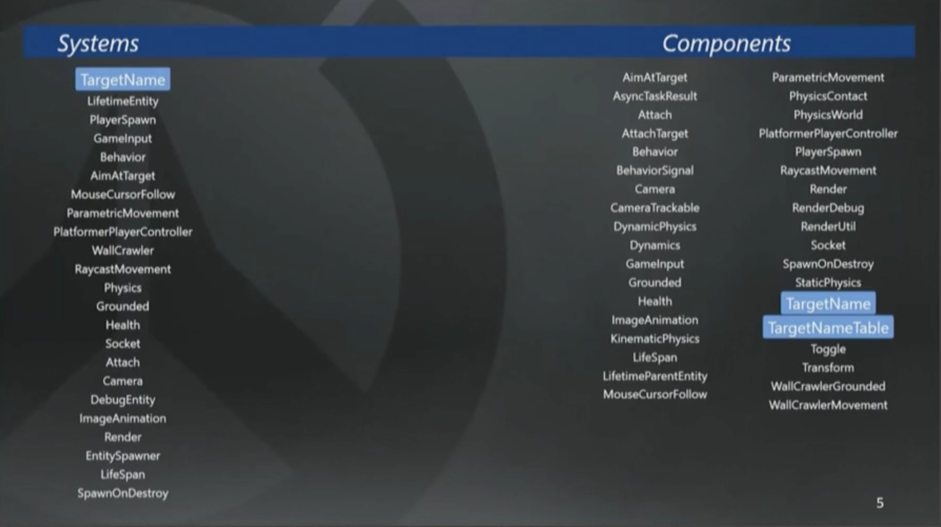 Systems
Components
TargetName
LifetimeEntity
PlayerSpawn
GameInput
Behavior
AimAtTarget
MouseCursorFollow
ParametricMovement
PlatformerPlayerController
WallCrawler
RaycastMovement
Physics
Grounded
Health
Socket
Attach
Camera
DebugEntity
ImageAnimation
Render
EntitySpawner
LifeSpan
SpawnOnDestroy
AimAtTarget
AsyncTaskResult
Attach
AttachTarget
Behavior
BehaviorSignal
Camera
CameraTrackable
DynamicPhysics
Dynamics
GameInput
Grounded
Health
ImageAnimation
KinematicPhysics
LifeSpan
LifetimeParentEntity
MouseCursorFollow
ParametricMovement
PhysicsContact
PhysicsWorld
PlatformerPlayerController
PlayerSpawn
RaycastMovement
Render
RenderDebug
RenderUtil
Socket
SpawnOnDestroy
StaticPhysics
TargetName
TargetNameTable
Toggle
Transform
WallCrawlerGrounded
WallCrawlerMovement
5